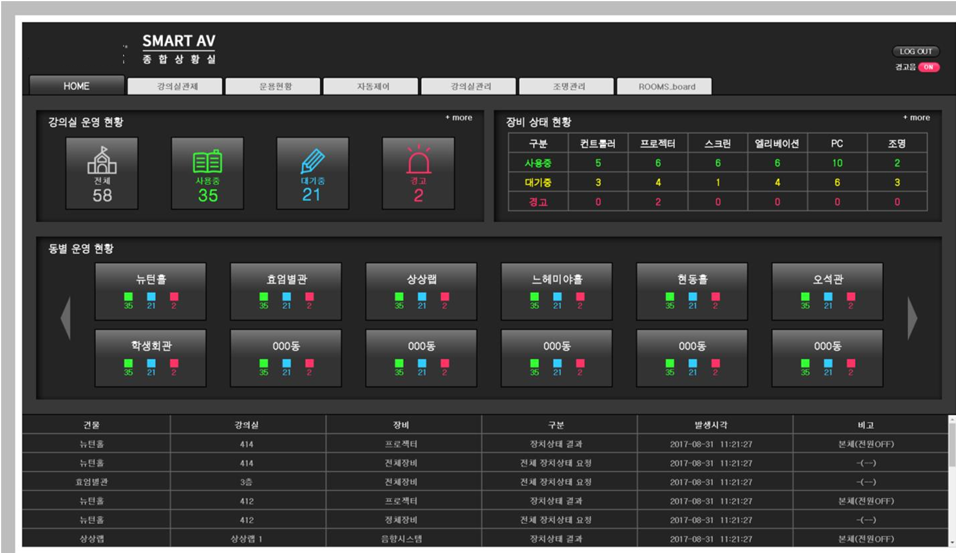 SMART AV
종 합 상 황 실
LOG OUT
경고음 ON
HOME 강의실관제 운용현황 자동제어 강의실관리 조명관리 ROOMS.board
강의실 운영 현황 + more
전체 사용중 대기중 경고
58 35 21 2
장비 상태 현황 + more
구분 컨트롤러 프로젝터 스크린 엘리베이션 PC 조명
사용중 5 6 6 6 10 2
대기중 3 4 1 4 6 3
경고 0 2 0 0 0 0
동별 운영 현황
뉴턴홀 효암별관 상상랩 느헤미야홀 현동홀 오석관
35 21 2 35 21 2 35 21 2 35 21 2 35 21 2 35 21 2
학생회관 000동 000동 000동 000동 000동
35 21 2 35 21 2 35 21 2 35 21 2 35 21 2 35 21 2
건물 강의실 장비 구분 발생시각 비고
뉴턴홀 414 프로젝터 장치상태 결과 2017-08-31 11:21:27 본체(전원OFF)
뉴턴홀 414 전체장비 전체 장치상태 요청 2017-08-31 11:21:27 -(--)
효암별관 3층 전체장비 전체 장치상태 요청 2017-08-31 11:21:27 -(--)
뉴턴홀 412 프로젝터 장치상태 결과 2017-08-31 11:21:27 본체(전원OFF)
뉴턴홀 412 정체장비 전체 장치상태 요청 2017-08-31 11:21:27 -(--)
상상랩 상상랩 1 음향시스템 장치상태 결과 2017-08-31 11:21:27 본체(전원OFF)